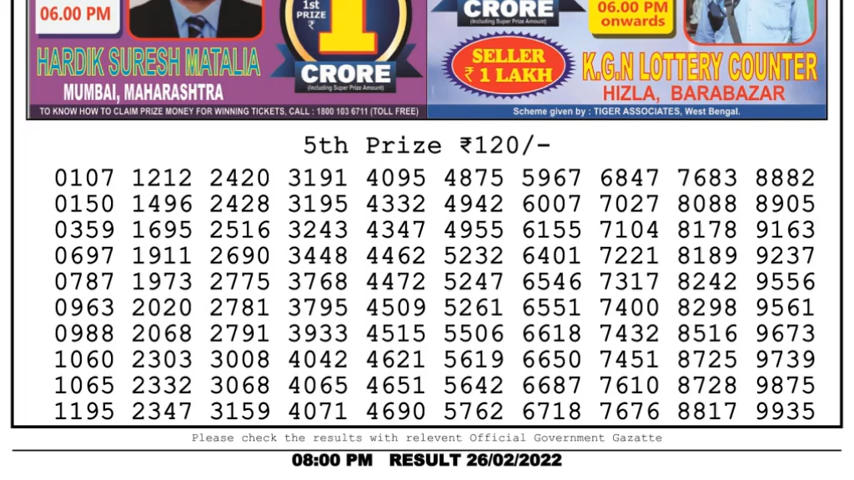 06.00 PM
1st
PRIZE
₹
1
CRORE
(Including Super Prize Amount)
HARDIK SURESH MATALIA
MUMBAI, MAHARASHTRA
TO KNOW HOW TO CLAIM PRIZE MONEY FOR WINNING TICKETS, CALL : 1800 103 6711 (TOLL FREE)
CRORE
(Including Super Prize Amount)
06.00 PM
onwards
SELLER
₹ 1 LAKH
K.G.N LOTTERY COUNTER
HIZLA, BARABAZAR
Scheme given by : TIGER ASSOCIATES, West Bengal.
5th Prize ₹120/-
0107 1212 2420 3191 4095 4875 5967 6847 7683 8882
0150 1496 2428 3195 4332 4942 6007 7027 8088 8905
0359 1695 2516 3243 4347 4955 6155 7104 8178 9163
0697 1911 2690 3448 4462 5232 6401 7221 8189 9237
0787 1973 2775 3768 4472 5247 6546 7317 8242 9556
0963 2020 2781 3795 4509 5261 6551 7400 8298 9561
0988 2068 2791 3933 4515 5506 6618 7432 8516 9673
1060 2303 3008 4042 4621 5619 6650 7451 8725 9739
1065 2332 3068 4065 4651 5642 6687 7610 8728 9875
1195 2347 3159 4071 4690 5762 6718 7676 8817 9935
Please check the results with relevent Official Government Gazatte
08:00 PM RESULT 26/02/2022